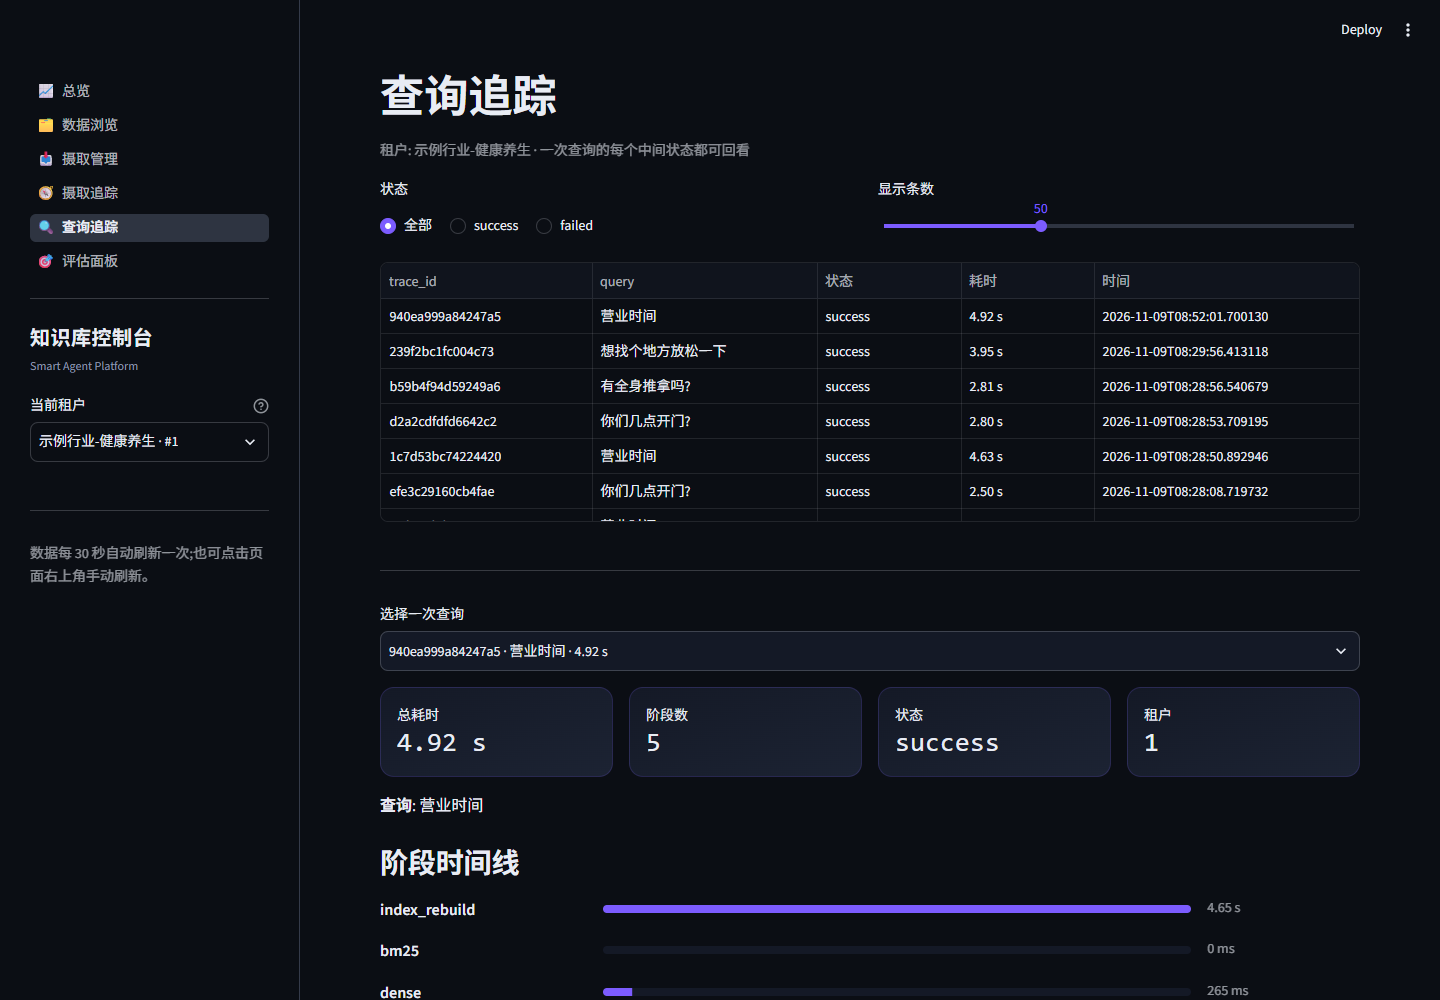 Deploy
总览
数据浏览
摄取管理
摄取追踪
查询追踪
评估面板
知识库控制台
Smart Agent Platform
当前租户
示例行业-健康养生 · #1
数据每 30 秒自动刷新一次;也可点击页
面右上角手动刷新。
查询追踪
租户: 示例行业-健康养生 · 一次查询的每个中间状态都可回看
状态
全部 success failed
显示条数
50
trace_id query 状态 耗时 时间
940ea999a84247a5 营业时间 success 4.92 s 2026-11-09T08:52:01.700130
239f2bc1fc004c73 想找个地方放松一下 success 3.95 s 2026-11-09T08:29:56.413118
b59b4f94d59249a6 有全身推拿吗? success 2.81 s 2026-11-09T08:28:56.540679
d2a2cdfdfd6642c2 你们几点开门? success 2.80 s 2026-11-09T08:28:53.709195
1c7d53bc74224420 营业时间 success 4.63 s 2026-11-09T08:28:50.892946
efe3c29160cb4fae 你们几点开门? success 2.50 s 2026-11-09T08:28:08.719732
选择一次查询
940ea999a84247a5 · 营业时间 · 4.92 s
总耗时
4.92 s
阶段数
5
状态
success
租户
1
查询: 营业时间
阶段时间线
index_rebuild 4.65 s
bm25 0 ms
dense 265 ms